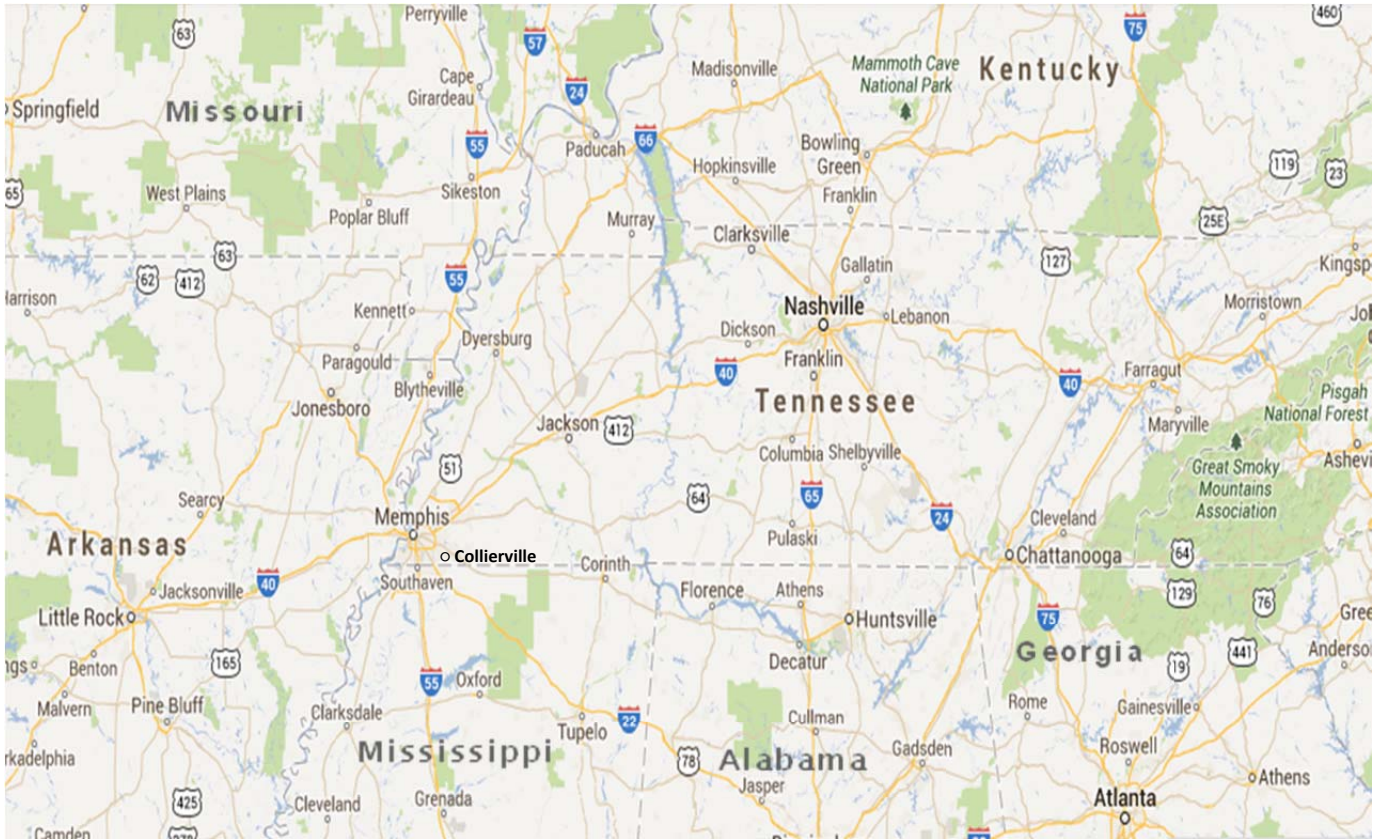 Perryville
460
63
57
75
Madisonville
Mammoth Cave
National Park
Kentucky
Cape
Girardeau
24
Springfield
Missouri
55
Paducah
66
Bowling
Green
Hopkinsville
119
23
65
West Plains
Sikeston
Franklin
Poplar Bluff
Murray
25E
Clarksville
63
127
Kingsp
Gallatin
62
412
55
Harrison
Kennett
Nashville
Lebanon
Morristown
Joh
Dyersburg
Dickson
Paragould
Franklin
Farragut
40
40
Blytheville
Pisgah
National Forest
Jonesboro
Tennessee
Maryville
Jackson
412
Columbia
Shelbyville
Great Smoky
Mountains
Association
Ashevi
51
64
65
Searcy
Memphis
24
Cleveland
Pulaski
Arkansas
Collierville
Chattanooga
64
Corinth
Southaven
40
Jacksonville
Florence
Athens
129
76
Little Rock
Huntsville
75
Gree
165
Decatur
Georgia
441
Anderso
ngs
Benton
19
55
Oxford
Malvern
Pine Bluff
Clarksdale
Rome
Gainesville
Tupelo
22
Cullman
Mississippi
Alabama
Gadsden
Roswell
rkadelphia
78
Jasper
Athens
425
Cleveland
Grenada
Atlanta
Camden